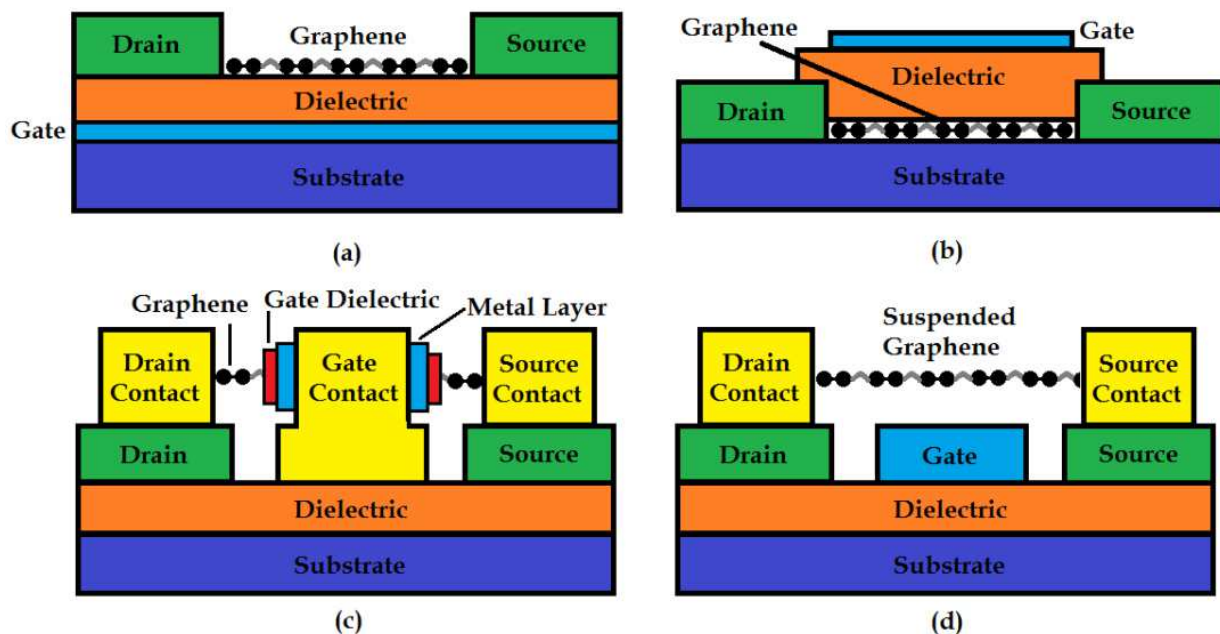 Drain
Graphene
Source
Dielectric
Gate
Substrate
(a)
Graphene
Gate
Dielectric
Drain
Source
Substrate
(b)
Graphene
Gate Dielectric
Metal Layer
Drain
Contact
Gate
Contact
Source
Contact
Drain
Source
Dielectric
Substrate
(c)
Suspended
Graphene
Drain
Contact
Source
Contact
Drain
Gate
Source
Dielectric
Substrate
(d)